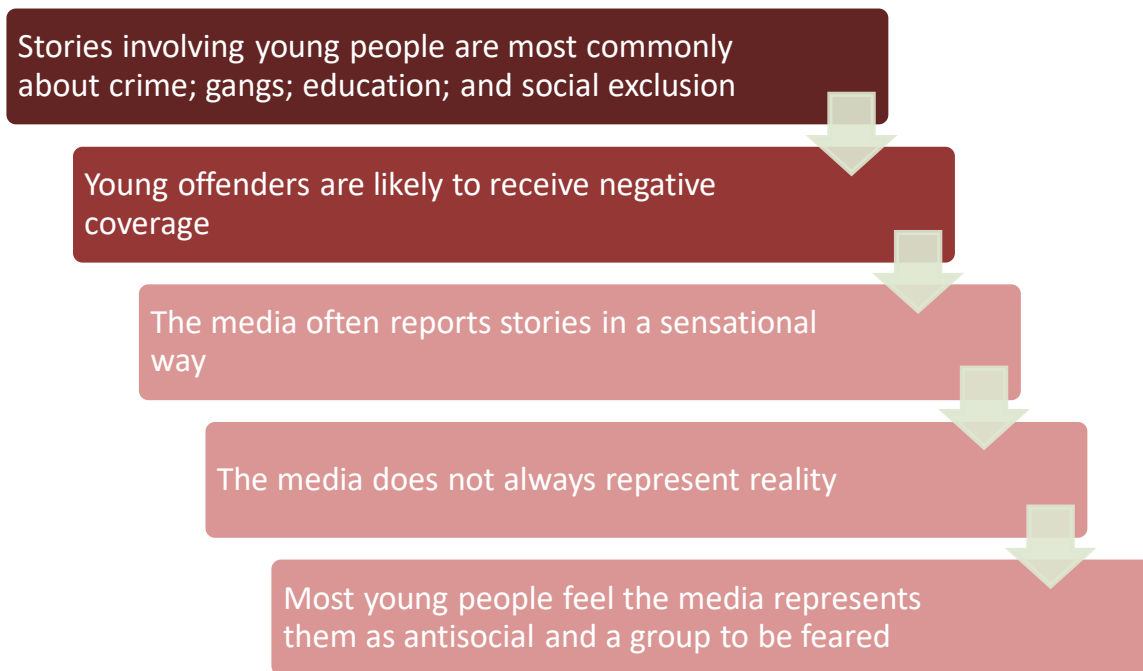 Stories involving young people are most commonly
about crime; gangs; education; and social exclusion
Young offenders are likely to receive negative
coverage
The media often reports stories in a sensational
way
The media does not always represent reality
Most young people feel the media represents
them as antisocial and a group to be feared